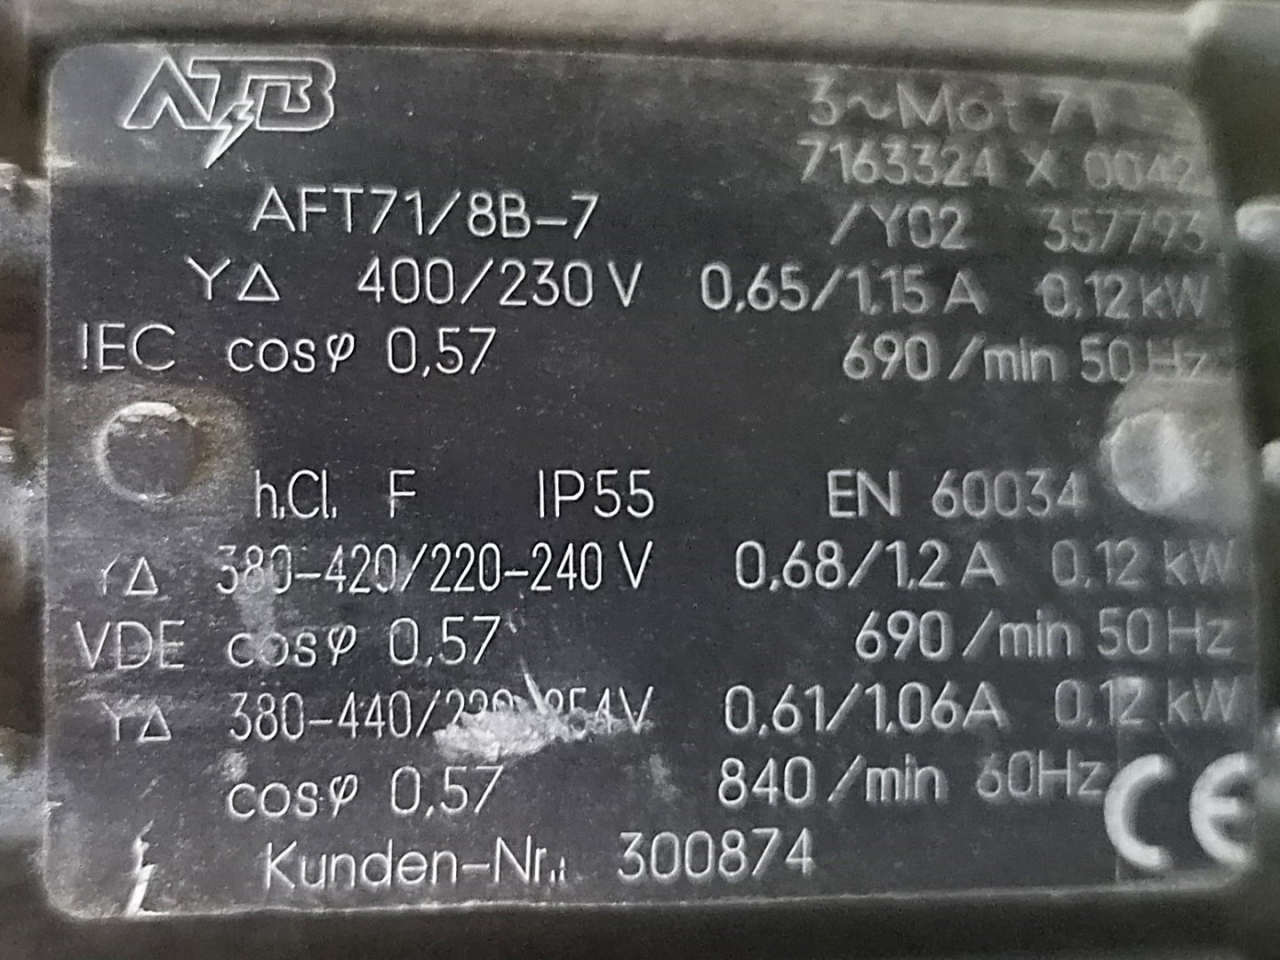 ATB 3~Mot 71
7163324 X 0042
AFT71/8B-7 /Y02 357793
Y∆ 400/230 V 0,65/1,15 A 0,12 kW
IEC cosφ 0,57 690 /min 50 Hz
h.Cl. F IP55 EN 60034
Y∆ 380-420/220-240 V 0,68/1,2 A 0,12 kW
VDE cosφ 0,57 690 /min 50 Hz
Y∆ 380-440/220-254V 0,61/1,06A 0,12 kW
cosφ 0,57 840 /min 60Hz CE
Kunden-Nr.: 300874